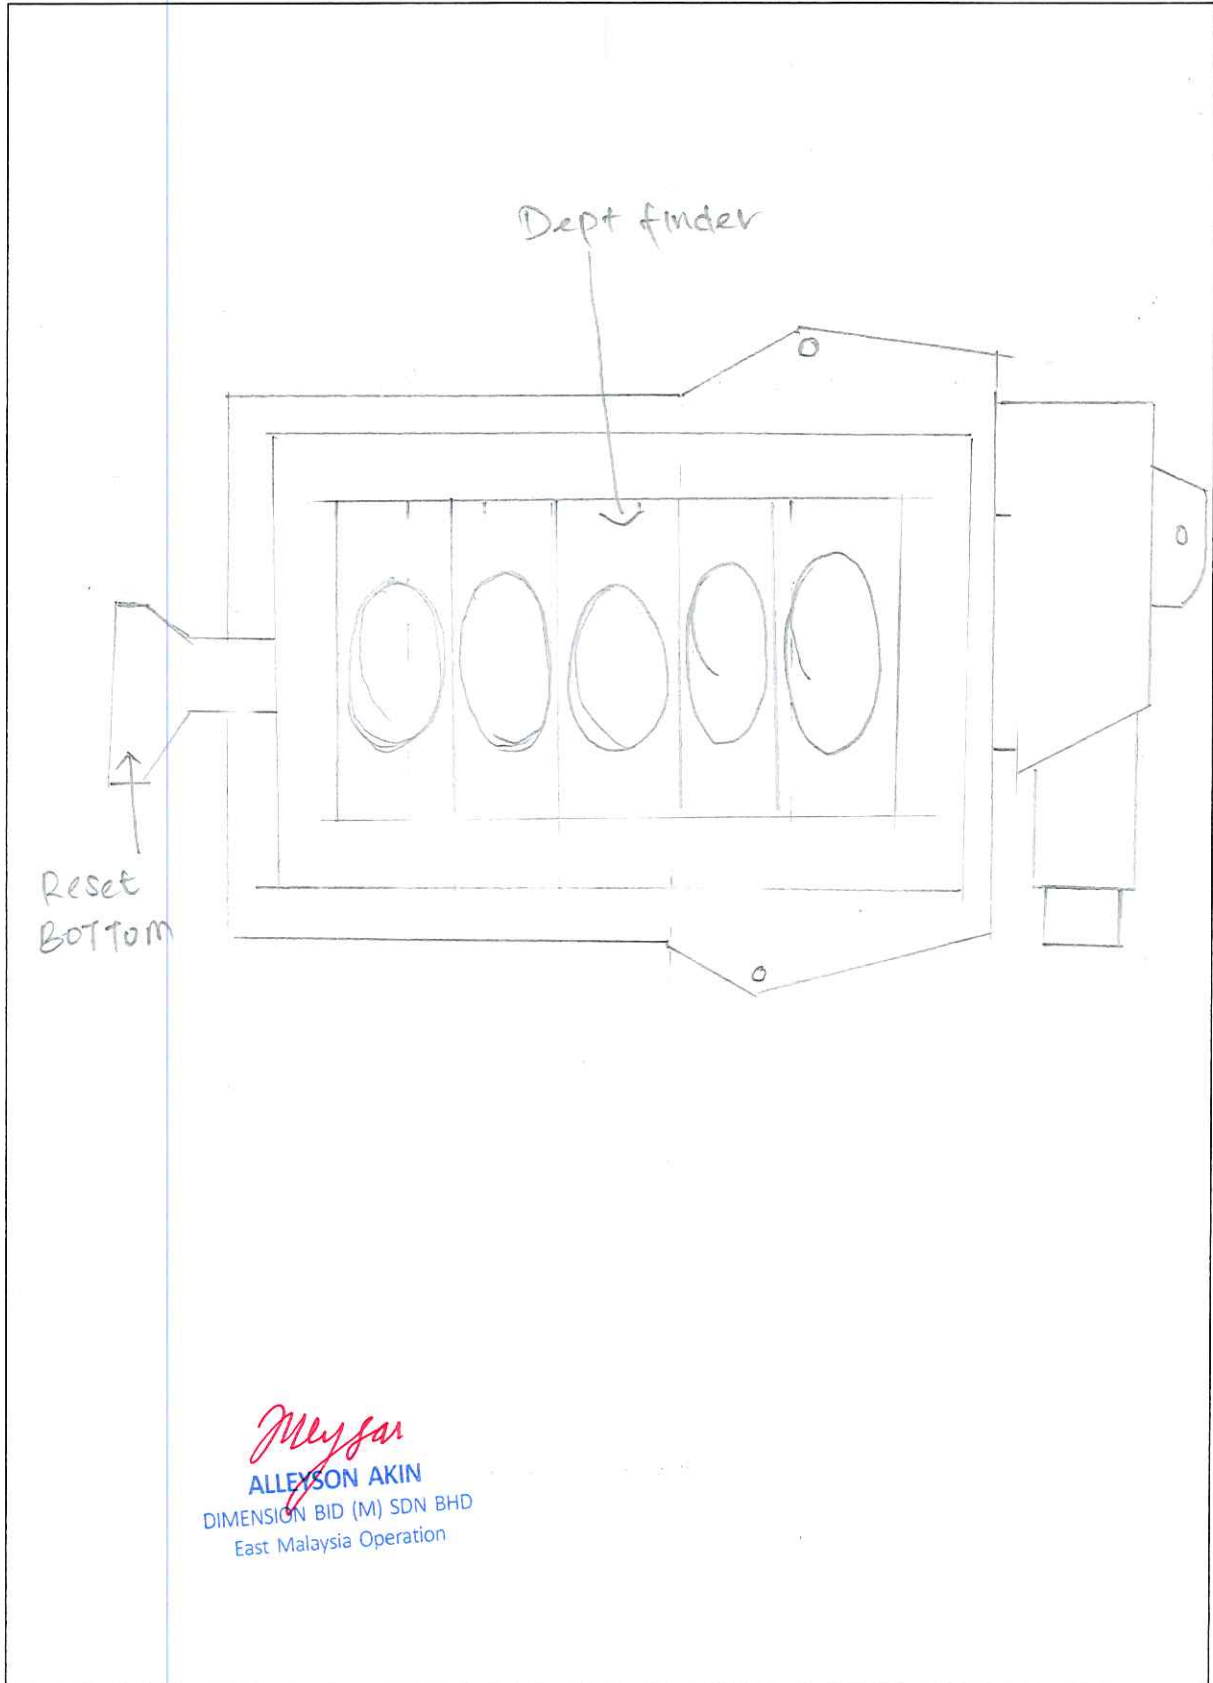 Dept finder
Reset
BOTTOM
ALLEYSON AKIN
DIMENSION BID (M) SDN BHD
East Malaysia Operation